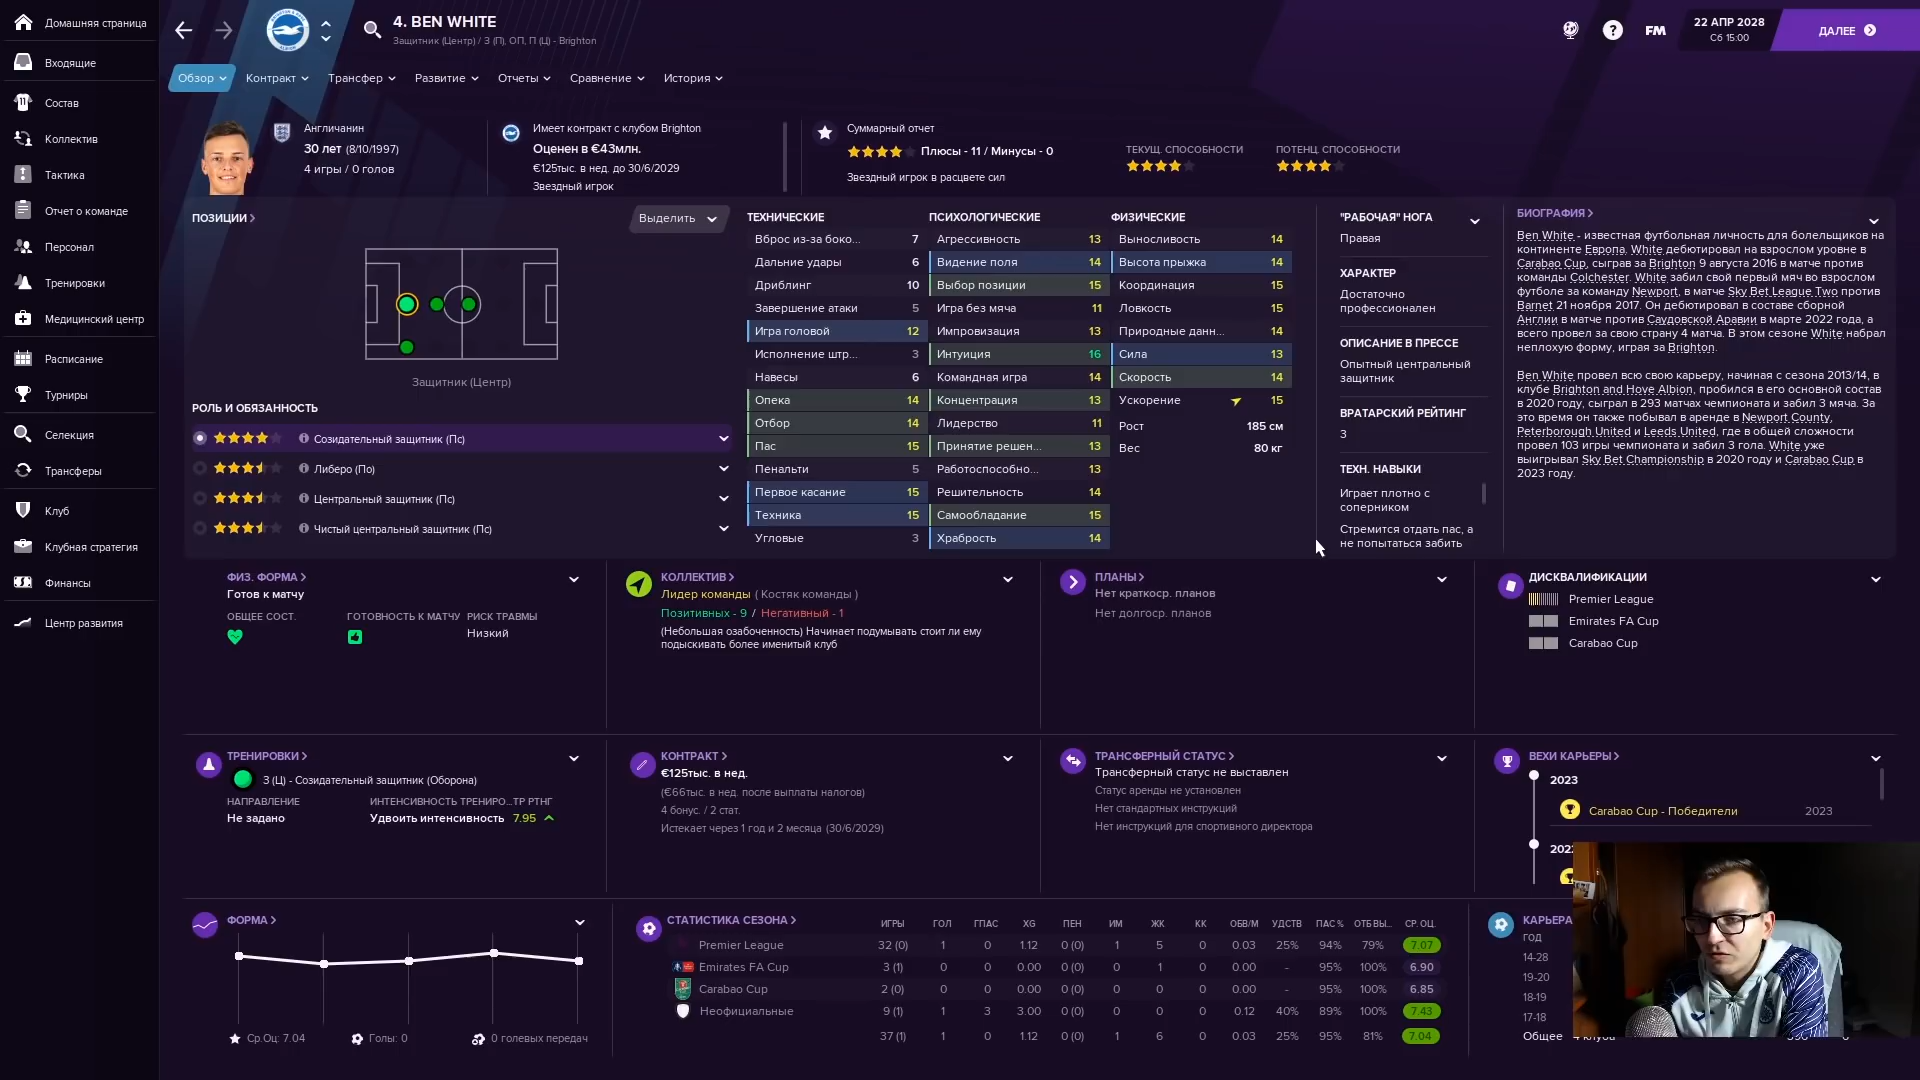 Домашняя страница
Входящие
Состав
Коллектив
Тактика
Отчет о команде
Персонал
Тренировки
Медицинский центр
Расписание
Турниры
Селекция
Трансферы
Клуб
Клубная стратегия
Финансы
Центр развития
4. BEN WHITE
Защитник (Центр) / З (П), ОП, П (Ц) - Brighton
FM
22 АПР 2028
Сб 15:00
ДАЛЕЕ
Обзор Контракт Трансфер Развитие Отчеты Сравнение История
Англичанин
30 лет (8/10/1997)
4 игры / 0 голов
Имеет контракт с клубом Brighton
Оценен в €43млн.
€125тыс. в нед. до 30/6/2029
Звездный игрок
Суммарный отчет
Плюсы - 11 / Минусы - 0
Звездный игрок в расцвете сил
ТЕКУЩ. СПОСОБНОСТИ
ПОТЕНЦ. СПОСОБНОСТИ
ПОЗИЦИИ
Выделить
Защитник (Центр)
РОЛЬ И ОБЯЗАННОСТЬ
Созидательный защитник (Пс)
Либеро (По)
Центральный защитник (Пс)
Чистый центральный защитник (Пс)
ТЕХНИЧЕСКИЕ
Вброс из-за боко... 7
Дальние удары 6
Дриблинг 10
Завершение атаки 5
Игра головой 12
Исполнение штр... 3
Навесы 6
Опека 14
Отбор 14
Пас 15
Пенальти 5
Первое касание 15
Техника 15
Угловые 3
ПСИХОЛОГИЧЕСКИЕ
Агрессивность 13
Видение поля 14
Выбор позиции 15
Игра без мяча 11
Импровизация 13
Интуиция 16
Командная игра 14
Концентрация 13
Лидерство 11
Принятие решен... 13
Работоспособно... 13
Решительность 14
Самообладание 15
Храбрость 14
ФИЗИЧЕСКИЕ
Выносливость 14
Высота прыжка 14
Координация 15
Ловкость 15
Природные данн... 14
Сила 13
Скорость 14
Ускорение 15
Рост 185 см
Вес 80 кг
"РАБОЧАЯ" НОГА
Правая
ХАРАКТЕР
Достаточно
профессионален
ОПИСАНИЕ В ПРЕССЕ
Опытный центральный
защитник
ВРАТАРСКИЙ РЕЙТИНГ
3
ТЕХН. НАВЫКИ
Играет плотно с
соперником
Стремится отдать пас, а
не попытаться забить
БИОГРАФИЯ
Ben White - известная футбольная личность для болельщиков на
континенте Европа. White дебютировал на взрослом уровне в
Carabao Cup, сыграв за Brighton 9 августа 2016 в матче против
команды Colchester. White забил свой первый мяч во взрослом
футболе за команду Newport, в матче Sky Bet League Two против
Barnet 21 ноября 2017. Он дебютировал в составе сборной
Англии в матче против Саудовской Аравии в марте 2022 года, а
всего провел за свою страну 4 матча. В этом сезоне White набрал
неплохую форму, играя за Brighton.
Ben White провел всю свою карьеру, начиная с сезона 2013/14, в
клубе Brighton and Hove Albion, пробился в его основной состав
в 2020 году, сыграл в 293 матчах чемпионата и забил 3 мяча. За
это время он также побывал в аренде в Newport County,
Peterborough United и Leeds United, где в общей сложности
провел 103 игры чемпионата и забил 3 гола. White уже
выигрывал Sky Bet Championship в 2020 году и Carabao Cup в
2023 году.
ФИЗ. ФОРМА
Готов к матчу
ОБЩЕЕ СОСТ. ГОТОВНОСТЬ К МАТЧУ РИСК ТРАВМЫ
Низкий
КОЛЛЕКТИВ
Лидер команды ( Костяк команды )
Позитивных - 9 / Негативный - 1
(Небольшая озабоченность) Начинает подумывать стоит ли ему
подыскивать более именитый клуб
ПЛАНЫ
Нет краткоср. планов
Нет долгоср. планов
ДИСКВАЛИФИКАЦИИ
Premier League
Emirates FA Cup
Carabao Cup
ТРЕНИРОВКИ
З (Ц) - Созидательный защитник (Оборона)
НАПРАВЛЕНИЕ ИНТЕНСИВНОСТЬ ТРЕНИРО...ТР РТНГ
Не задано Удвоить интенсивность 7.95
КОНТРАКТ
€125тыс. в нед.
(€66тыс. в нед. после выплаты налогов)
4 бонус. / 2 стат.
Истекает через 1 год и 2 месяца (30/6/2029)
ТРАНСФЕРНЫЙ СТАТУС
Трансферный статус не выставлен
Статус аренды не установлен
Нет стандартных инструкций
Нет инструкций для спортивного директора
ВЕХИ КАРЬЕРЫ
2023
Carabao Cup - Победители 2023
ФОРМА
Ср.Оц: 7.04 Голы: 0 0 голевых передач
СТАТИСТИКА СЕЗОНА ИГРЫ ГОЛ ГПАС XG ПЕН ИМ ЖК КК ОБВ/М УДСТВ ПАС % ОТБ ВЫ... СР. ОЦ.
Premier League 32 (0) 1 0 1.12 0 (0) 1 5 0 0.03 25% 94% 79% 7.07
Emirates FA Cup 3 (1) 0 0 0.00 0 (0) 0 1 0 0.00 - 95% 100% 6.90
Carabao Cup 2 (0) 0 0 0.00 0 (0) 0 0 0 0.00 - 95% 100% 6.85
Неофициальные 9 (1) 1 3 3.00 0 (0) 0 0 0 0.12 40% 89% 100% 7.43
37 (1) 1 0 1.12 0 (0) 1 6 0 0.03 25% 95% 81% 7.04
КАРЬЕРА
ГОД
14-28
19-20
18-19
17-18
Общее